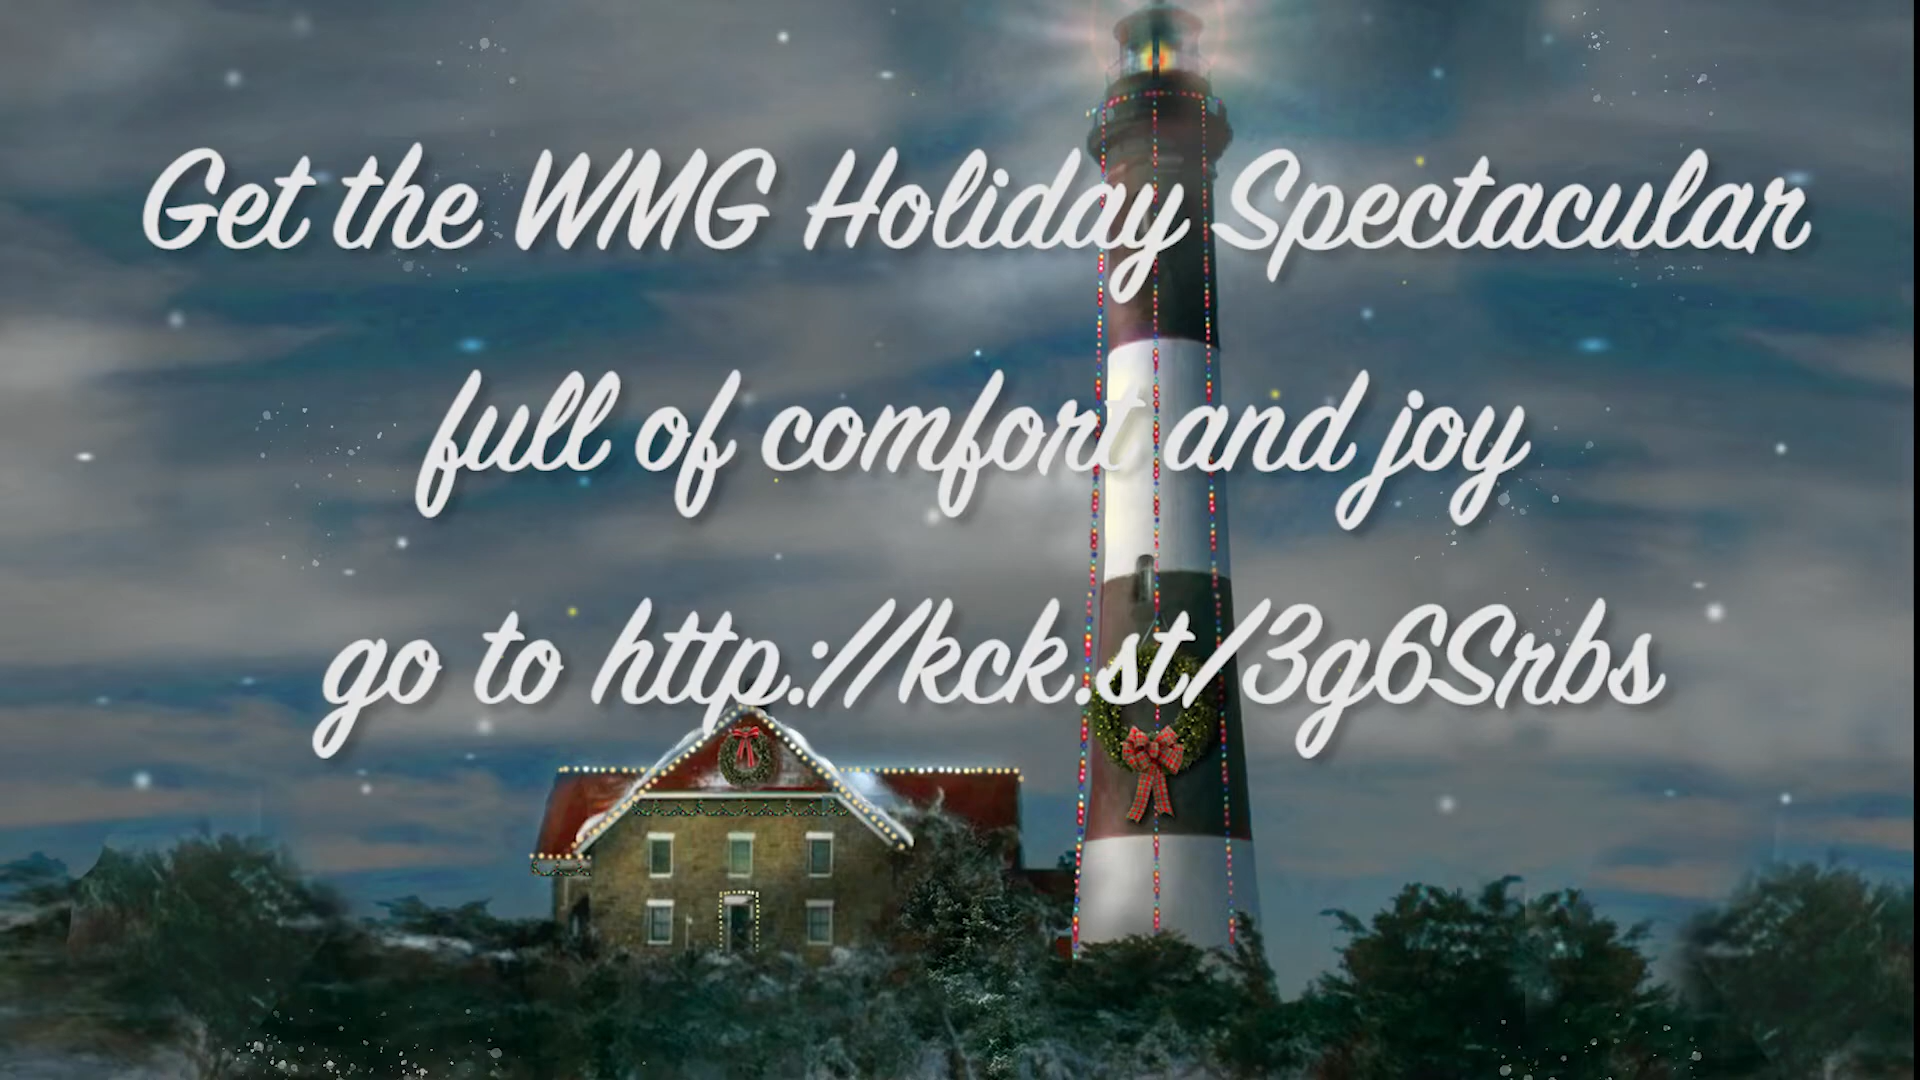 Get the WMG Holiday Spectacular
full of comfort and joy
go to http://kck.st/3g6Srbs